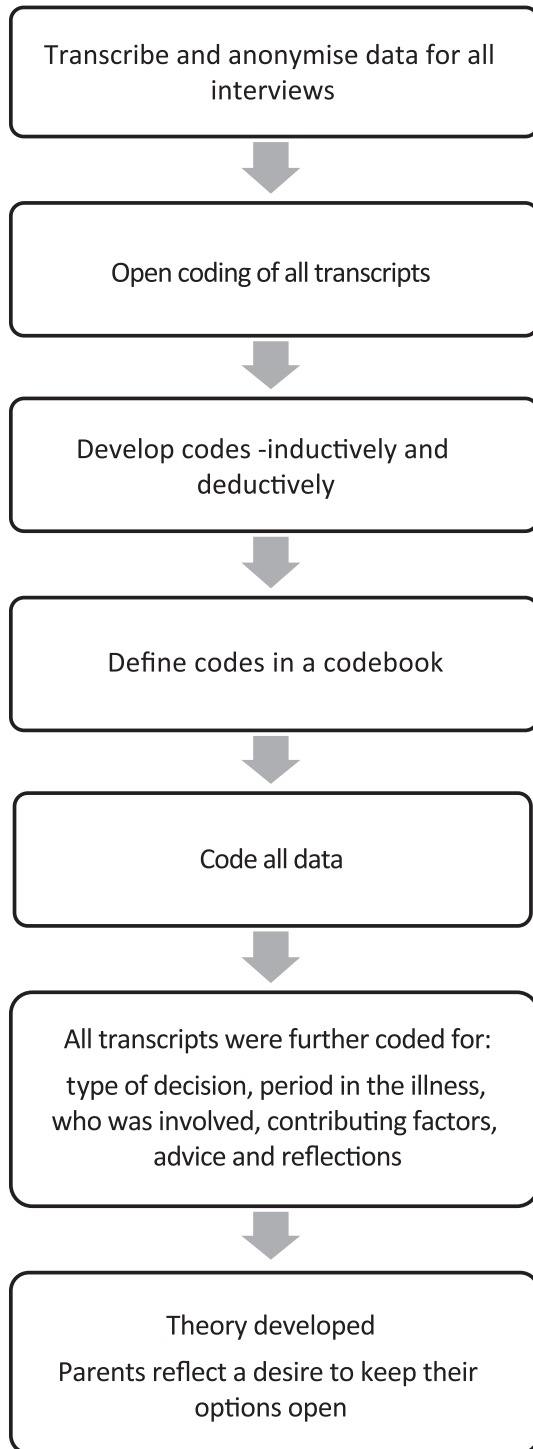 Transcribe and anonymise data for all
interviews
Open coding of all transcripts
Develop codes -inductively and
deductively
Define codes in a codebook
Code all data
All transcripts were further coded for:
type of decision, period in the illness,
who was involved, contributing factors,
advice and reflections
Theory developed
Parents reflect a desire to keep their
options open